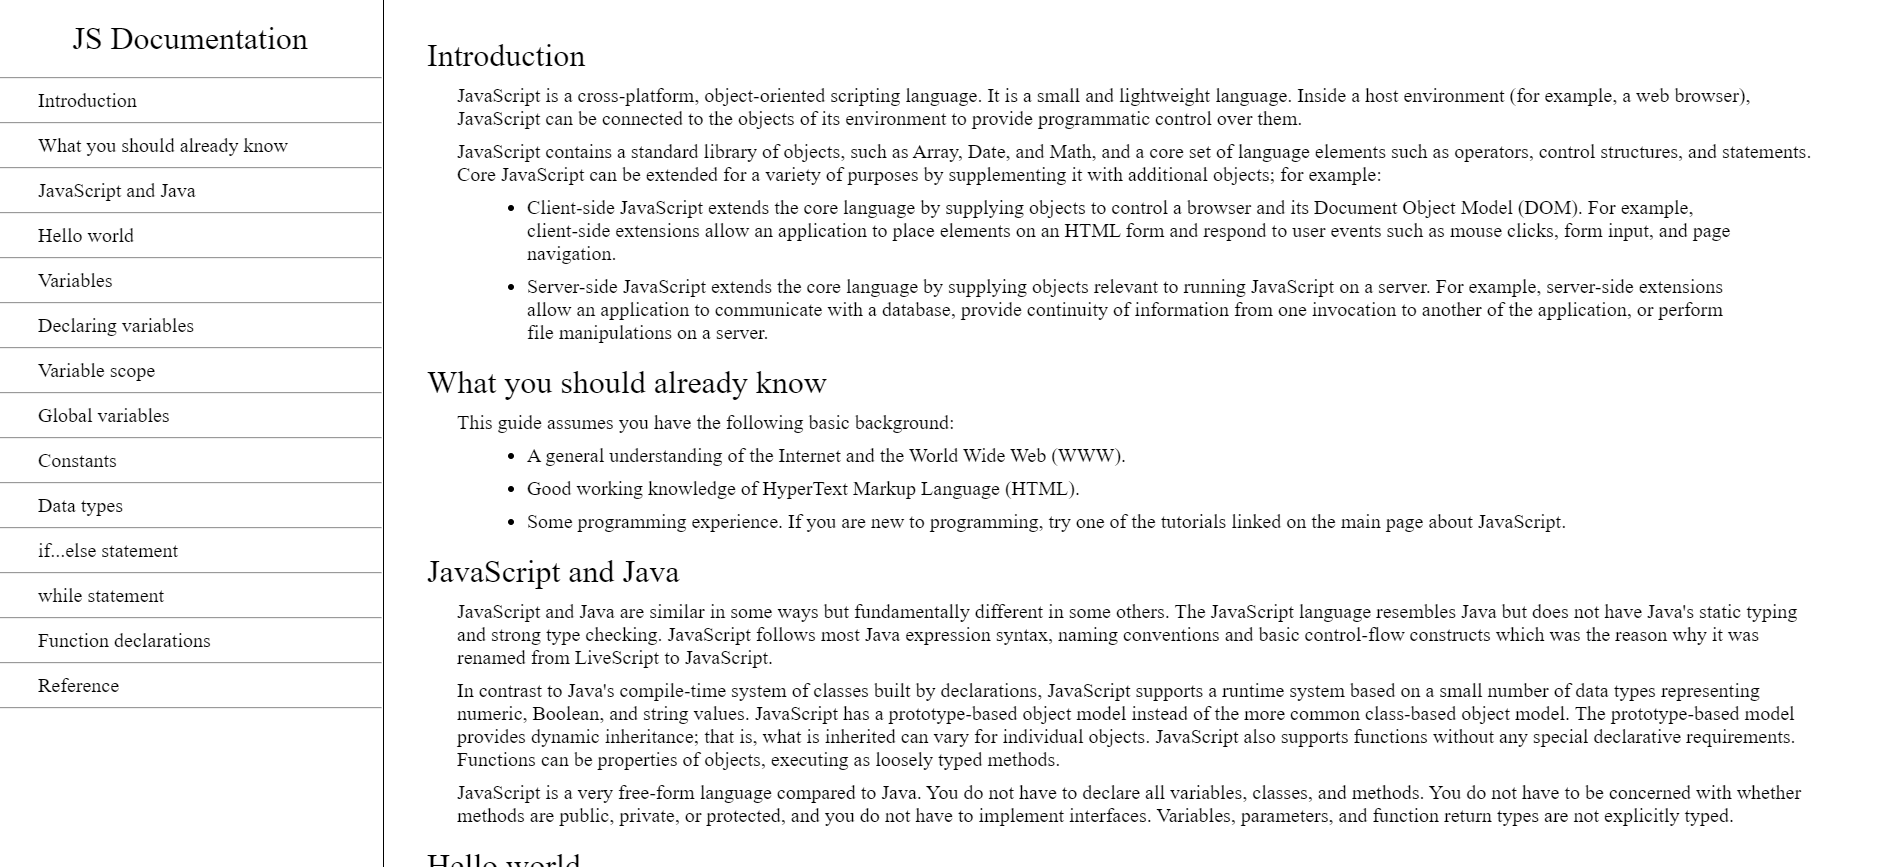 JS Documentation
Introduction
What you should already know
JavaScript and Java
Hello world
Variables
Declaring variables
Variable scope
Global variables
Constants
Data types
if...else statement
while statement
Function declarations
Reference
Introduction
JavaScript is a cross-platform, object-oriented scripting language. It is a small and lightweight language. Inside a host environment (for example, a web browser),
JavaScript can be connected to the objects of its environment to provide programmatic control over them.
JavaScript contains a standard library of objects, such as Array, Date, and Math, and a core set of language elements such as operators, control structures, and statements.
Core JavaScript can be extended for a variety of purposes by supplementing it with additional objects; for example:
• Client-side JavaScript extends the core language by supplying objects to control a browser and its Document Object Model (DOM). For example,
client-side extensions allow an application to place elements on an HTML form and respond to user events such as mouse clicks, form input, and page
navigation.
• Server-side JavaScript extends the core language by supplying objects relevant to running JavaScript on a server. For example, server-side extensions
allow an application to communicate with a database, provide continuity of information from one invocation to another of the application, or perform
file manipulations on a server.
What you should already know
This guide assumes you have the following basic background:
• A general understanding of the Internet and the World Wide Web (WWW).
• Good working knowledge of HyperText Markup Language (HTML).
• Some programming experience. If you are new to programming, try one of the tutorials linked on the main page about JavaScript.
JavaScript and Java
JavaScript and Java are similar in some ways but fundamentally different in some others. The JavaScript language resembles Java but does not have Java's static typing
and strong type checking. JavaScript follows most Java expression syntax, naming conventions and basic control-flow constructs which was the reason why it was
renamed from LiveScript to JavaScript.
In contrast to Java's compile-time system of classes built by declarations, JavaScript supports a runtime system based on a small number of data types representing
numeric, Boolean, and string values. JavaScript has a prototype-based object model instead of the more common class-based object model. The prototype-based model
provides dynamic inheritance; that is, what is inherited can vary for individual objects. JavaScript also supports functions without any special declarative requirements.
Functions can be properties of objects, executing as loosely typed methods.
JavaScript is a very free-form language compared to Java. You do not have to declare all variables, classes, and methods. You do not have to be concerned with whether
methods are public, private, or protected, and you do not have to implement interfaces. Variables, parameters, and function return types are not explicitly typed.
Hello world